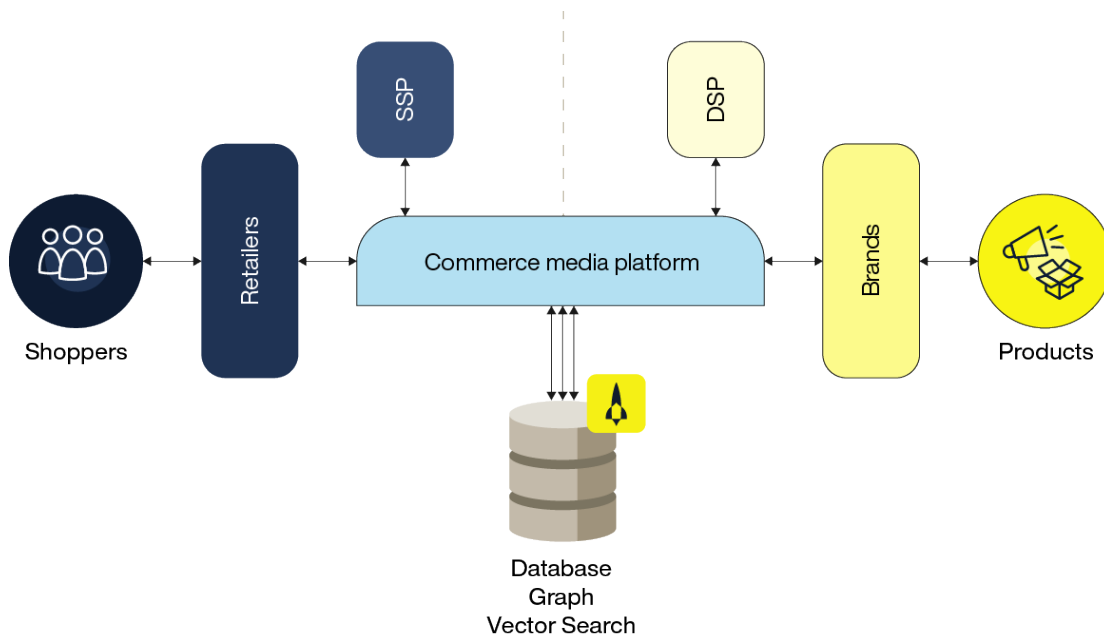 SSP
DSP
Retailers
Commerce media platform
Brands
Shoppers
Products
Database
Graph
Vector Search